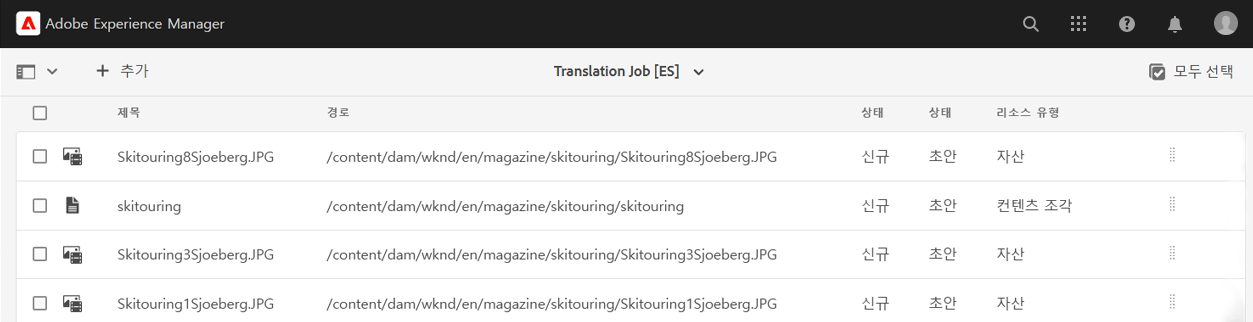 Adobe Experience Manager
추가 Translation Job [ES] 모두 선택
제목 경로 상태 상태 리소스 유형
Skitouring8Sjoeberg.JPG /content/dam/wknd/en/magazine/skitouring/Skitouring8Sjoeberg.JPG 신규 초안 자산
skitouring /content/dam/wknd/en/magazine/skitouring/skitouring 신규 초안 컨텐츠 조각
Skitouring3Sjoeberg.JPG /content/dam/wknd/en/magazine/skitouring/Skitouring3Sjoeberg.JPG 신규 초안 자산
Skitouring1Sjoeberg.JPG /content/dam/wknd/en/magazine/skitouring/Skitouring1Sjoeberg.JPG 신규 초안 자산